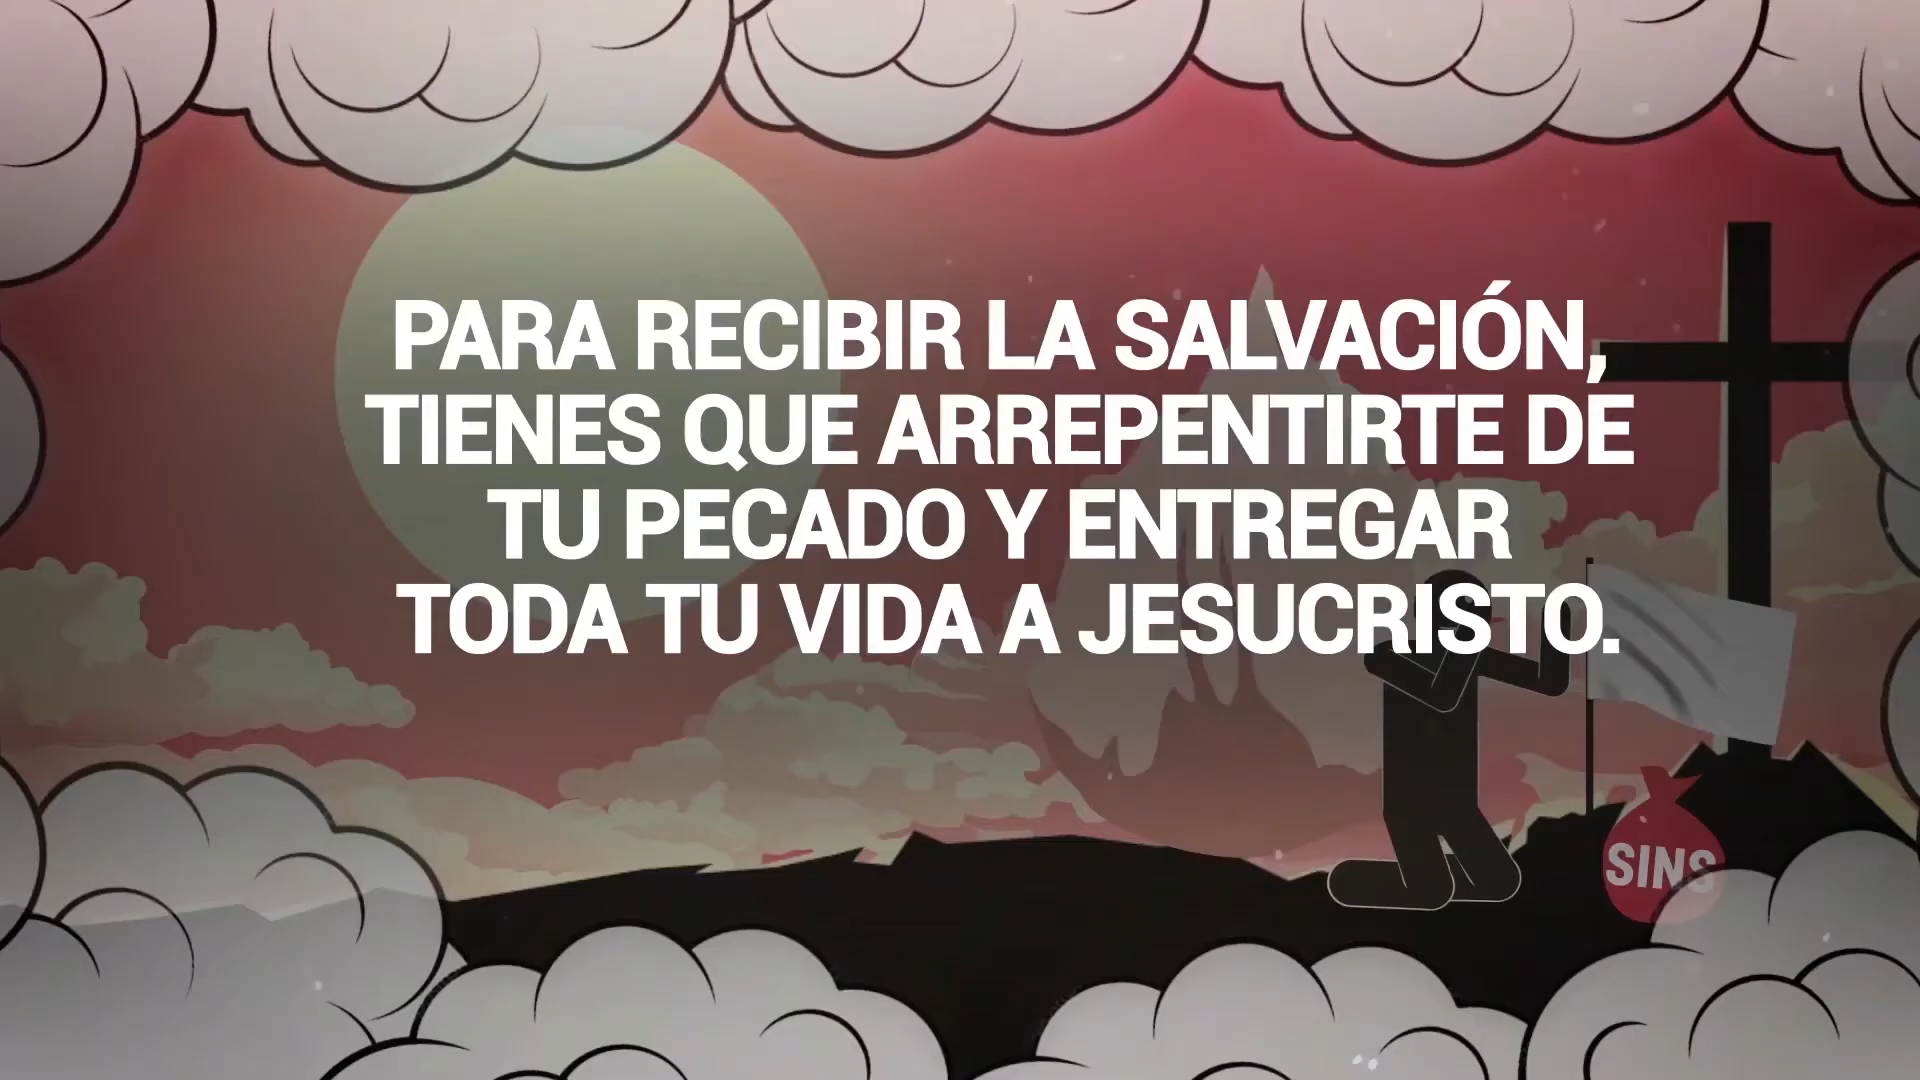 PARA RECIBIR LA SALVACIÓN,
TIENES QUE ARREPENTIRTE DE
TU PECADO Y ENTREGAR
TODA TU VIDA A JESUCRISTO.
SINS